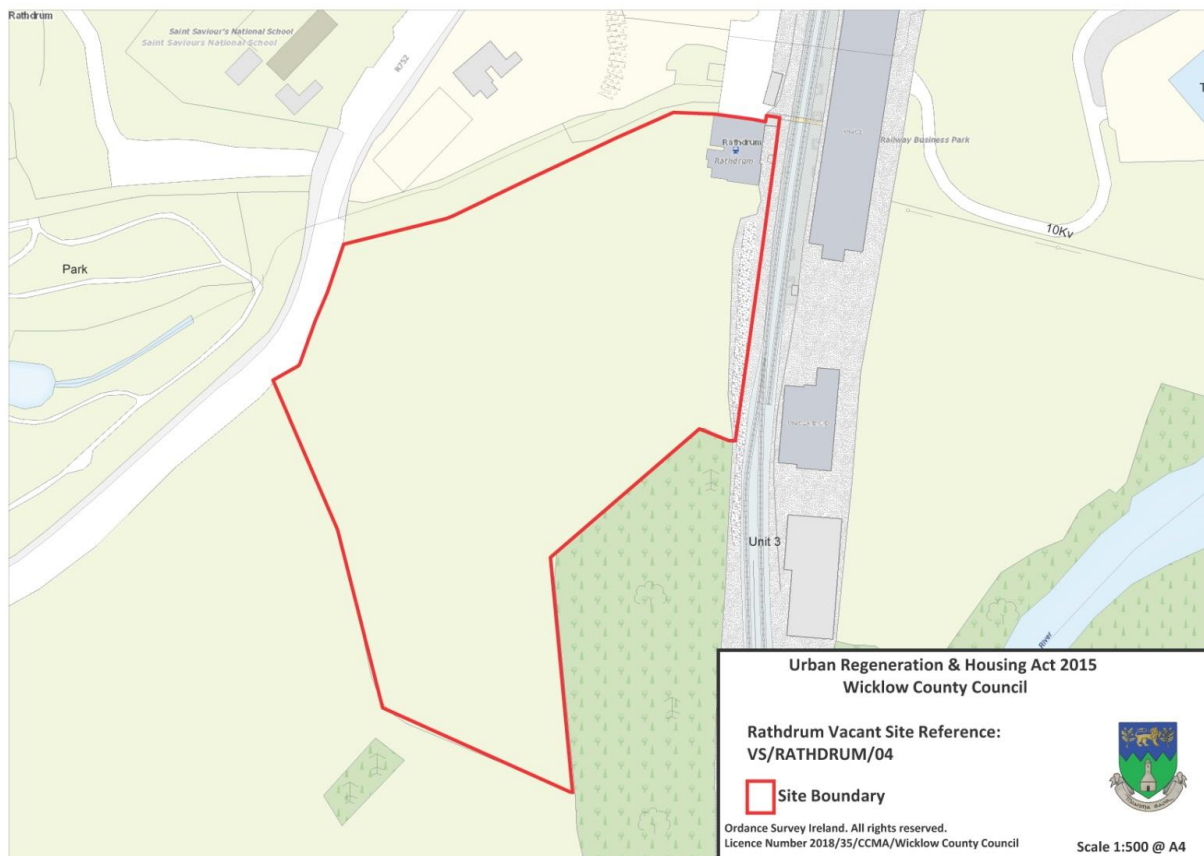 Rathdrum
Saint Saviour's National School
Saint Saviours National School
R752
Rathdrum
Rathdrum
Railway Business Park
T
10Kv
Park
Unit 3
River
Urban Regeneration & Housing Act 2015
Wicklow County Council
Rathdrum Vacant Site Reference:
VS/RATHDRUM/04
Site Boundary
Ordance Survey Ireland. All rights reserved.
Licence Number 2018/35/CCMA/Wicklow County Council
Scale 1:500 @ A4